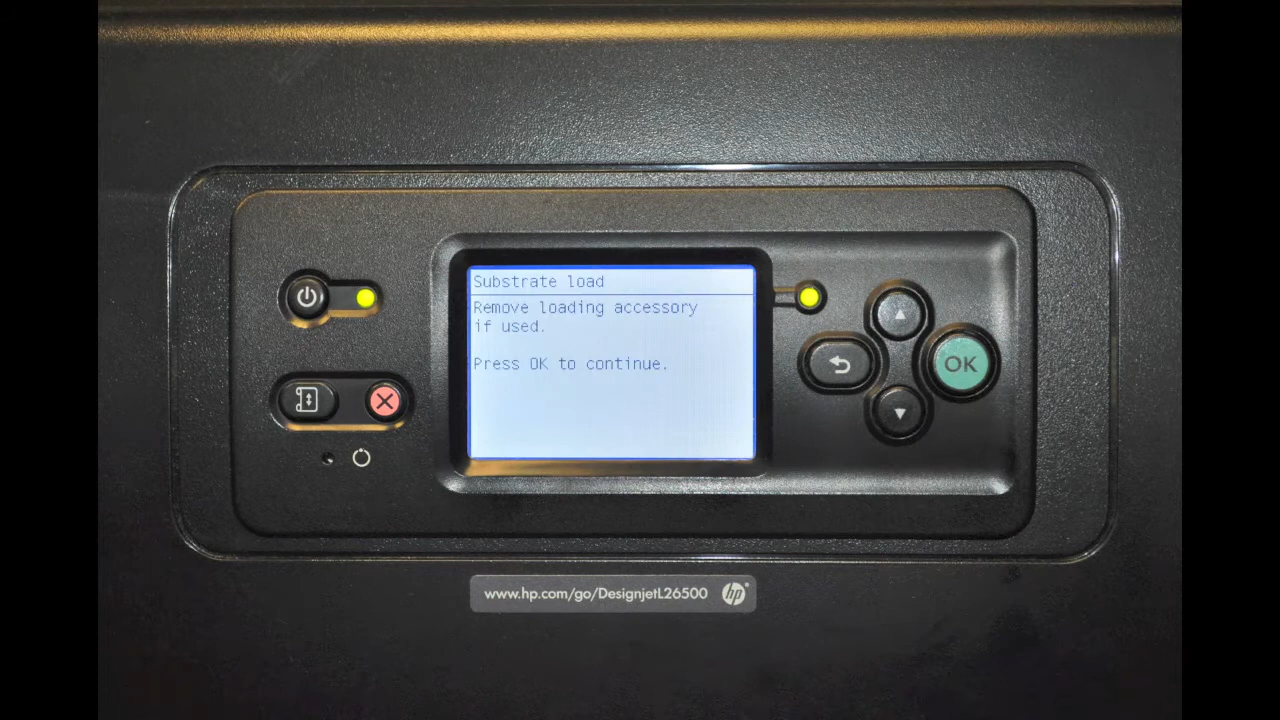 Substrate load
Remove loading accessory
if used.
Press OK to continue.
OK
www.hp.com/go/DesignjetL26500 hp